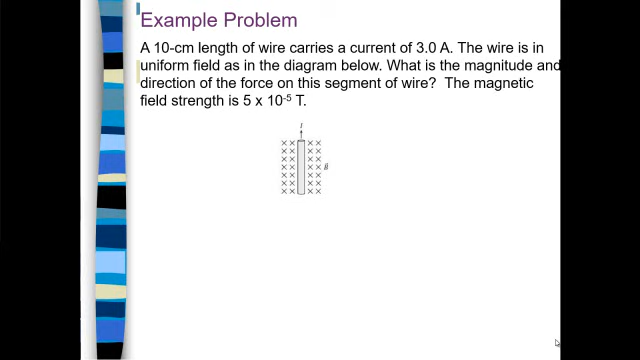 Example Problem
A 10-cm length of wire carries a current of 3.0 A. The wire is in
uniform field as in the diagram below. What is the magnitude and
direction of the force on this segment of wire? The magnetic
field strength is 5 x 10⁻⁵ T.
I
× × × ×
× × × ×
× × × ×
× × × × B⃗
× × × ×
× × × ×
× × × ×